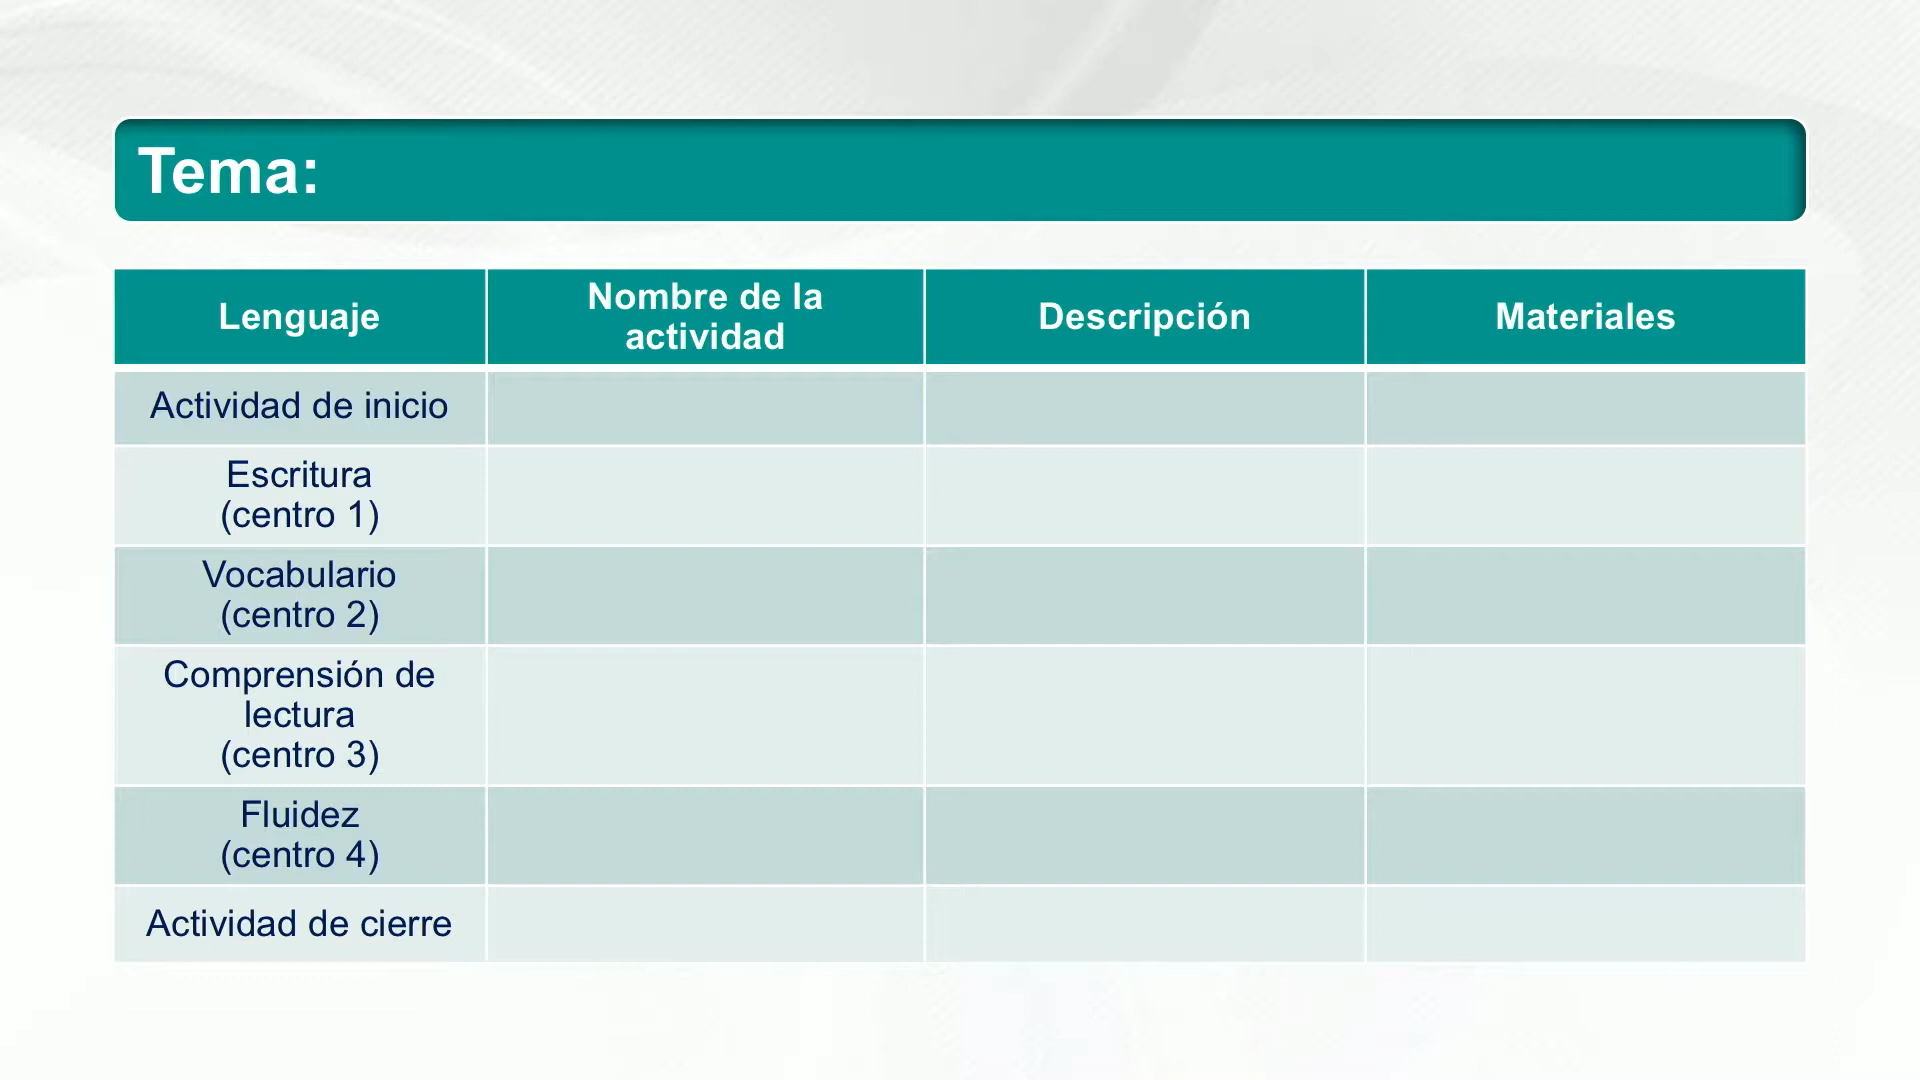 Tema:
Lenguaje
Nombre de la
actividad
Descripción
Materiales
Actividad de inicio
Escritura
(centro 1)
Vocabulario
(centro 2)
Comprensión de
lectura
(centro 3)
Fluidez
(centro 4)
Actividad de cierre